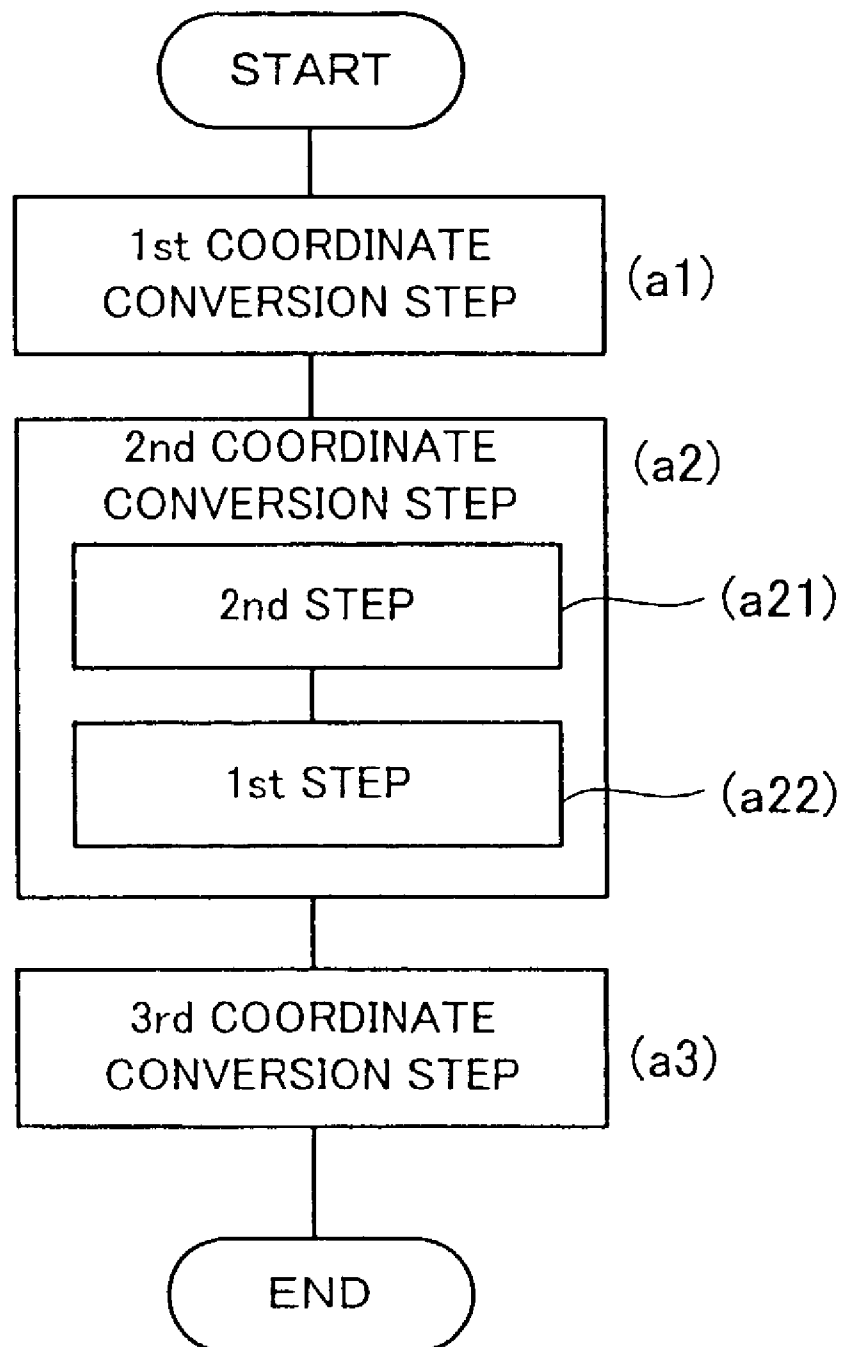 START
1st COORDINATE
CONVERSION STEP
(a1)
2nd COORDINATE
CONVERSION STEP
(a2)
2nd STEP
(a21)
1st STEP
(a22)
3rd COORDINATE
CONVERSION STEP
(a3)
END